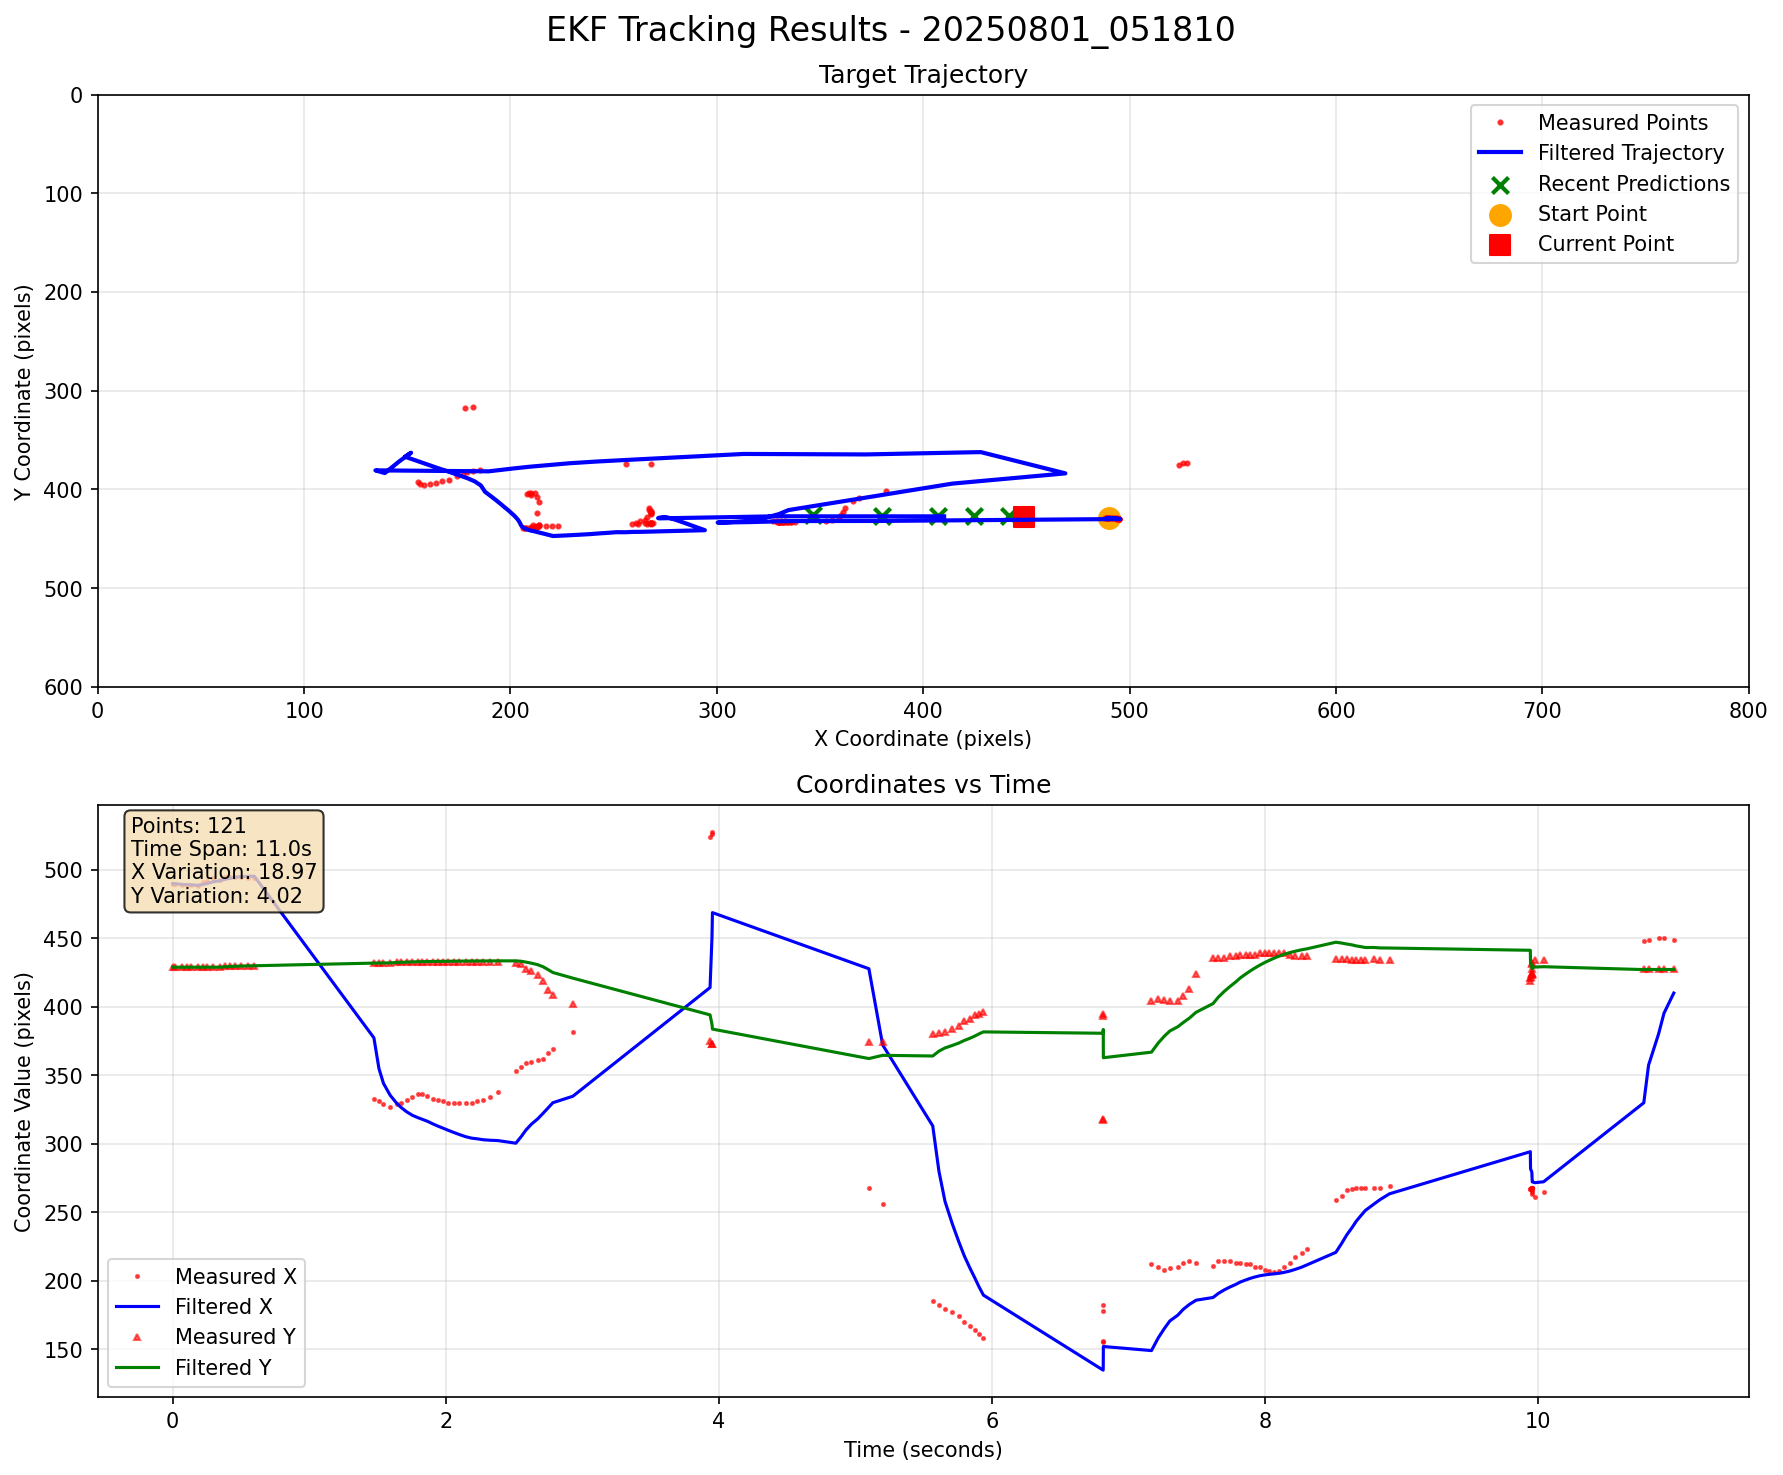 EKF Tracking Results - 20250801_051810
Target Trajectory
Y Coordinate (pixels)
0
100
200
300
400
500
600
Measured Points
Filtered Trajectory
Recent Predictions
Start Point
Current Point
0 100 200 300 400 500 600 700 800
X Coordinate (pixels)
Coordinates vs Time
Coordinate Value (pixels)
500
450
400
350
300
250
200
150
Points: 121
Time Span: 11.0s
X Variation: 18.97
Y Variation: 4.02
Measured X
Filtered X
Measured Y
Filtered Y
0 2 4 6 8 10
Time (seconds)